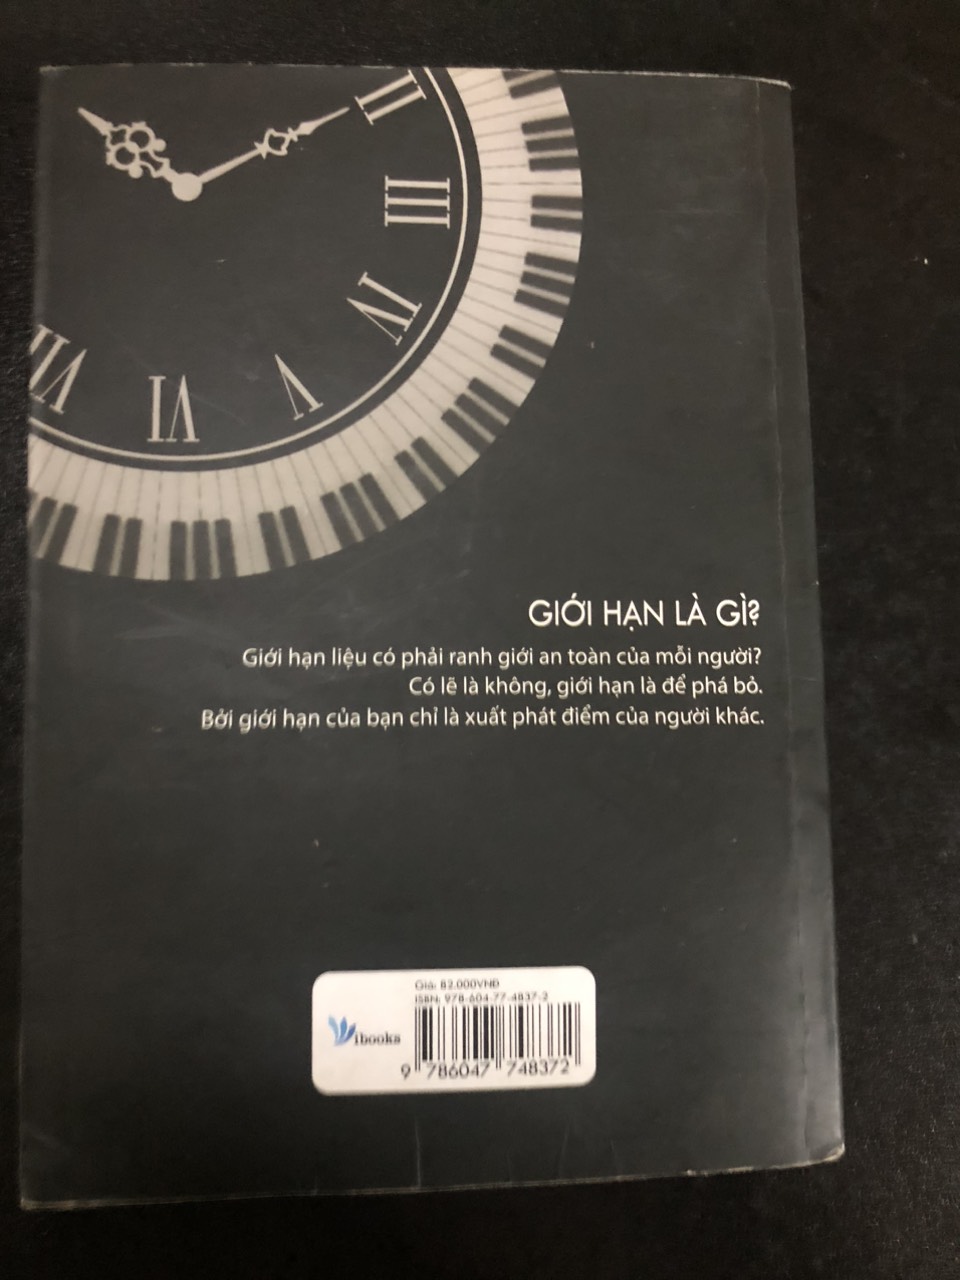 II
III
IV
V
VI
VII
GIỚI HẠN LÀ GÌ?
Giới hạn liệu có phải ranh giới an toàn của mỗi người?
Có lẽ là không, giới hạn là để phá bỏ.
Bởi giới hạn của bạn chỉ là xuất phát điểm của người khác.
Giá: 82.000VNĐ
ISBN: 978-604-77-4837-2
ibooks
9 786047 748372